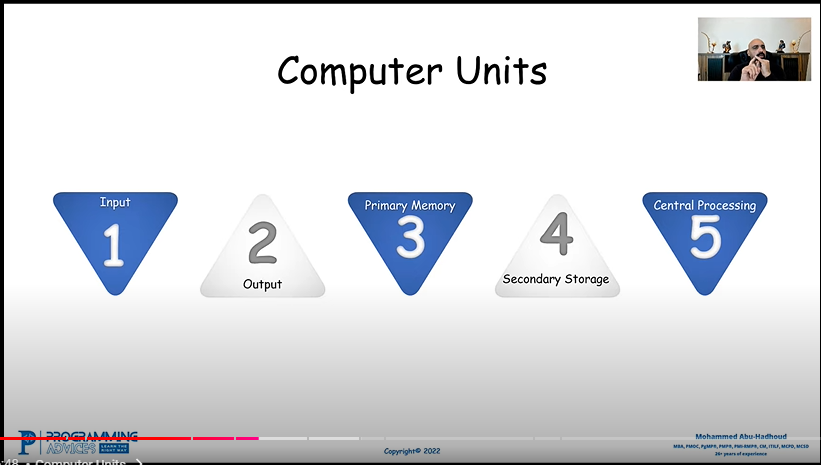 Computer Units
Input
1
2
Output
Primary Memory
3
4
Secondary Storage
Central Processing
5
PROGRAMMING
ADVICES
LEARN THE
RIGHT WAY
Copyright© 2022
Mohammed Abu-Hadhoud
MBA, PMOC, PgMP®, PMP®, PMI-RMP®, CM, ITILF, MCPD, MCSD
20+ years of experience
:48 • Computer Units >